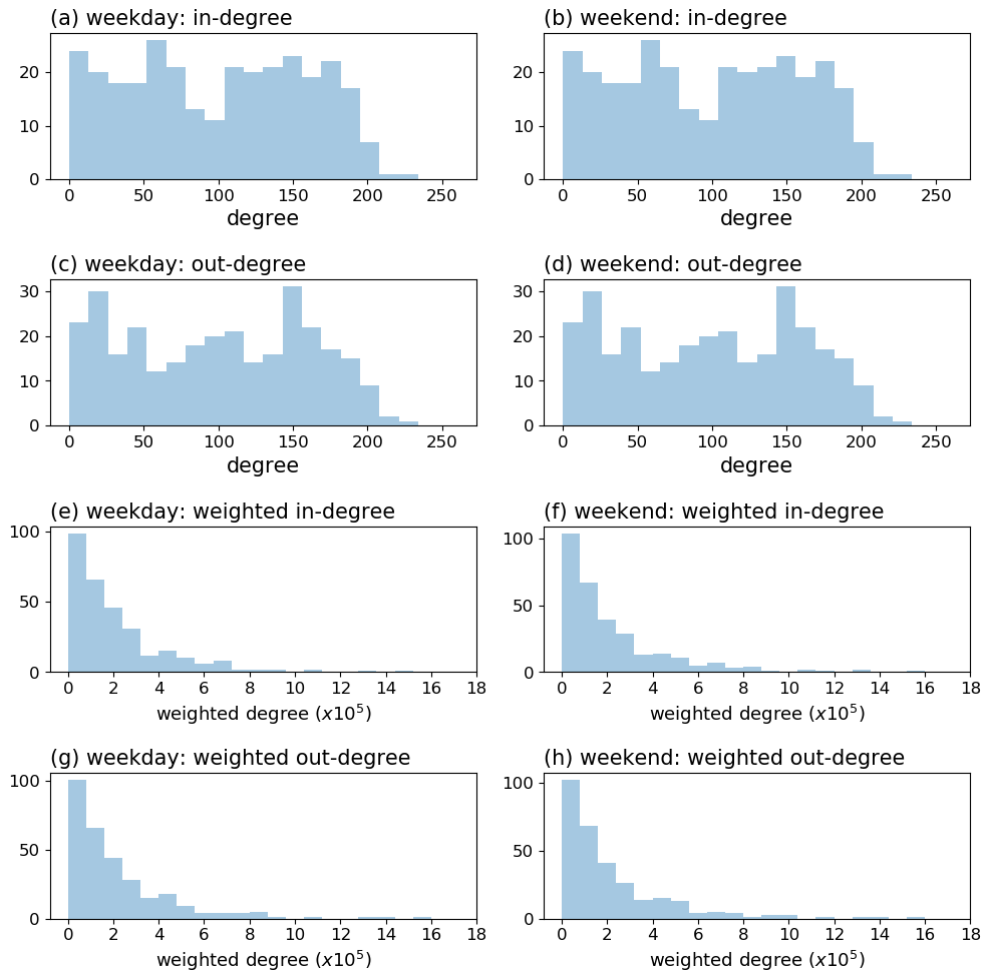 (a) weekday: in-degree
20
10
0
0 50 100 150 200 250
degree
(b) weekend: in-degree
20
10
0
0 50 100 150 200 250
degree
(c) weekday: out-degree
30
20
10
0
0 50 100 150 200 250
degree
(d) weekend: out-degree
30
20
10
0
0 50 100 150 200 250
degree
(e) weekday: weighted in-degree
100
50
0
0 2 4 6 8 10 12 14 16 18
weighted degree (x10⁵)
(f) weekend: weighted in-degree
100
50
0
0 2 4 6 8 10 12 14 16 18
weighted degree (x10⁵)
(g) weekday: weighted out-degree
100
50
0
0 2 4 6 8 10 12 14 16 18
weighted degree (x10⁵)
(h) weekend: weighted out-degree
100
50
0
0 2 4 6 8 10 12 14 16 18
weighted degree (x10⁵)